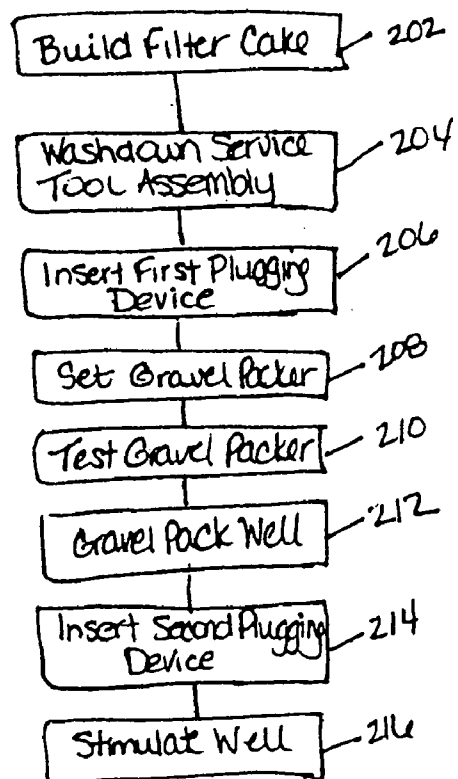 Build Filter Cake
202
Washdown Service
TOOL Assembly
204
Insert First Plugging
Device
206
Set Gravel Packer
208
Test Gravel Packer
210
Gravel Pack Well
212
Insert Second Plugging
Device
214
Stimulate Well
216